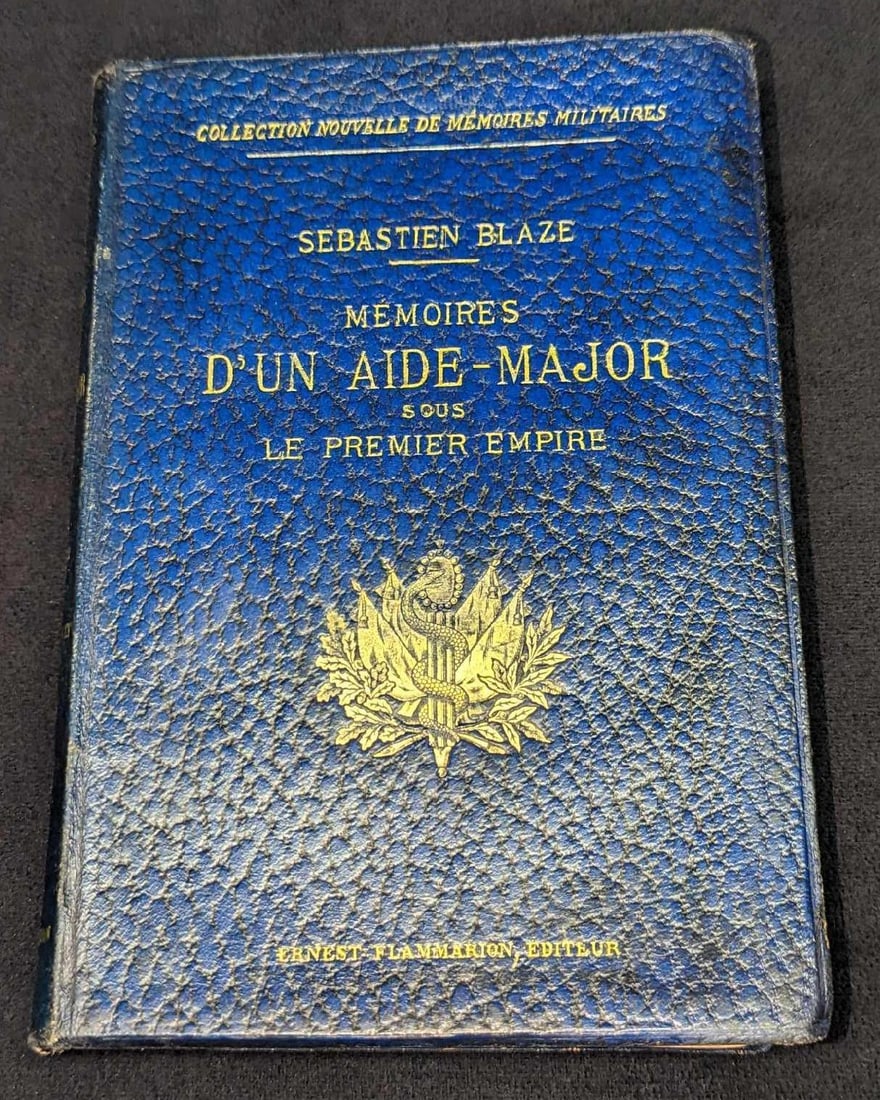 COLLECTION NOUVELLE DE MÉMOIRES MILITAIRES
SEBASTIEN BLAZE
MÉMOIRES
D'UN AIDE-MAJOR
SOUS
LE PREMIER EMPIRE
ERNEST FLAMMARION, EDITEUR